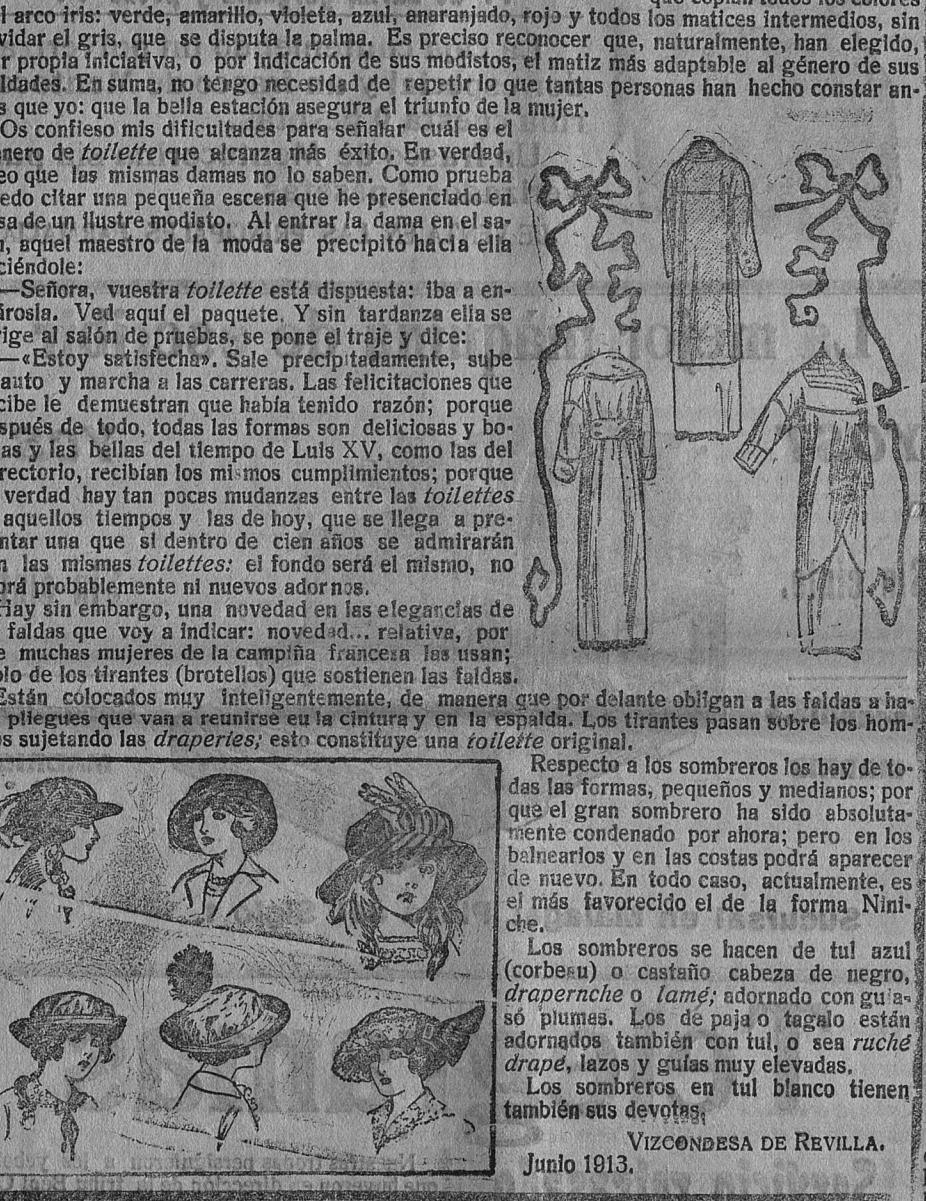 que copian todos los colores
l arco iris: verde, amarillo, violeta, azul, anaranjado, rojo y todos los matices intermedios, sin
vidar el gris, que se disputa la palma. Es preciso reconocer que, naturalmente, han elegido,
r propia iniciativa, o por indicación de sus modistos, el matiz más adaptable al género de sus
ldades. En suma, no tengo necesidad de repetir lo que tantas personas han hecho constar an-
s que yo: que la bella estación asegura el triunfo de la mujer.
Os confieso mis dificultades para señalar cuál es el
nero de toilette que alcanza más éxito. En verdad,
eo que las mismas damas no lo saben. Como prueba
edo citar una pequeña escena que he presenciado en
sa de un ilustre modisto. Al entrar la dama en el sa-
n, aquel maestro de la moda se precipitó hacia ella
ciéndole:
—Señora, vuestra toilette está dispuesta: iba a en-
árosla. Ved aquí el paquete. Y sin tardanza ella se
rige al salón de pruebas, se pone el traje y dice:
—«Estoy satisfecha». Sale precipitadamente, sube
auto y marcha a las carreras. Las felicitaciones que
cibe le demuestran que había tenido razón; porque
spués de todo, todas las formas son deliciosas y bo-
as y las bellas del tiempo de Luis XV, como las del
rectorio, recibían los mismos cumplimientos; porque
verdad hay tan pocas mudanzas entre las toilettes
aquellos tiempos y las de hoy, que se llega a pre-
ntar una que si dentro de cien años se admirarán
n las mismas toilettes: el fondo será el mismo, no
brá probablemente ni nuevos adornos.
Hay sin embargo, una novedad en las elegancias de
faldas que voy a indicar: novedad... relativa, por
e muchas mujeres de la campiña francesa las usan;
blo de los tirantes (brotellos) que sostienen las faldas.
Están colocados muy inteligentemente, de manera que por delante obligan a las faldas a ha-
pliegues que van a reunirse eu la cintura y en la espalda. Los tirantes pasan sobre los hom-
os sujetando las draperies; esto constituye una toilette original.
Respecto a los sombreros los hay de to-
das las formas, pequeños y medianos; por
que el gran sombrero ha sido absoluta-
mente condenado por ahora; pero en los
balnearios y en las costas podrá aparecer
de nuevo. En todo caso, actualmente, es
el más favorecido el de la forma Nini-
che.
Los sombreros se hacen de tul azul
(corbeau) o castaño cabeza de negro,
drapernche o lamé; adornado con guías
só plumas. Los de paja o tagalo están
adornados también con tul, o sea ruché
drapé, lazos y guías muy elevadas.
Los sombreros en tul blanco tienen
también sus devotas.
VIZCONDESA DE REVILLA.
Junio 1913.